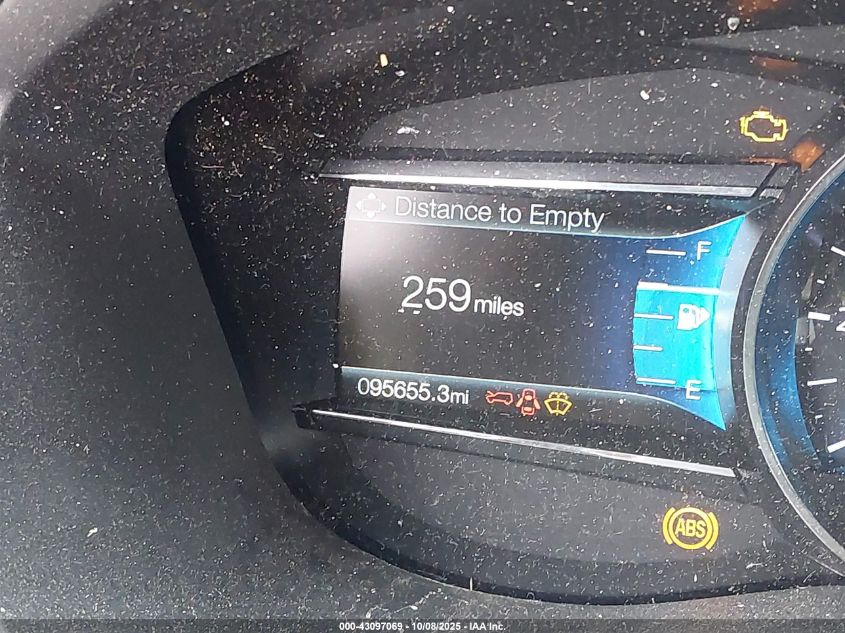 Distance to Empty
F
259 miles
E
095655.3mi
ABS
000-43097069 - 10/08/2025 - IAA Inc.